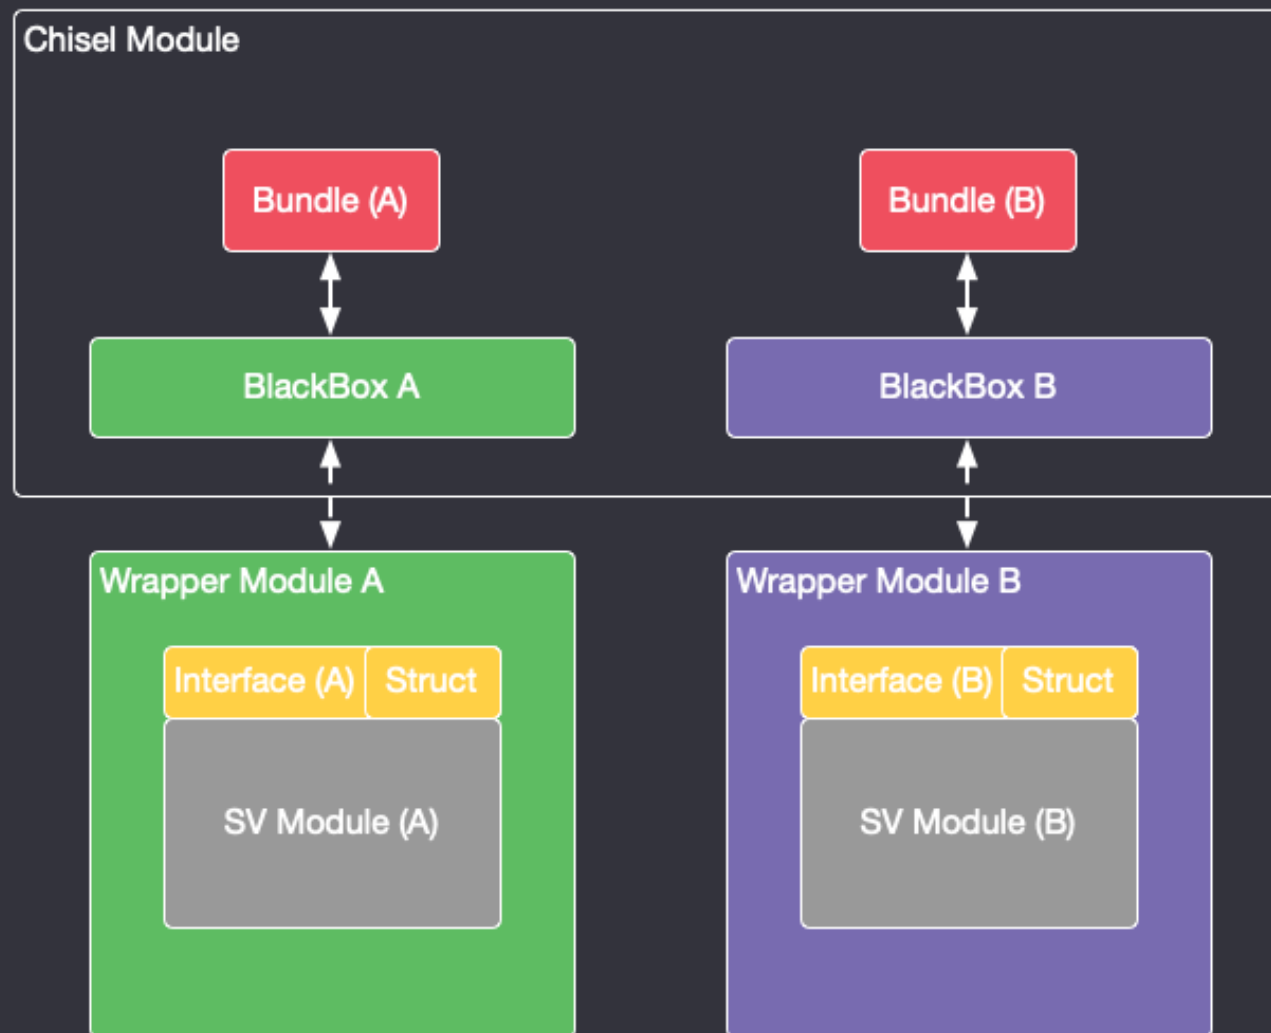 Chisel Module
Bundle (A)
Bundle (B)
BlackBox A
BlackBox B
Wrapper Module A
Wrapper Module B
Interface (A)
Struct
Interface (B)
Struct
SV Module (A)
SV Module (B)